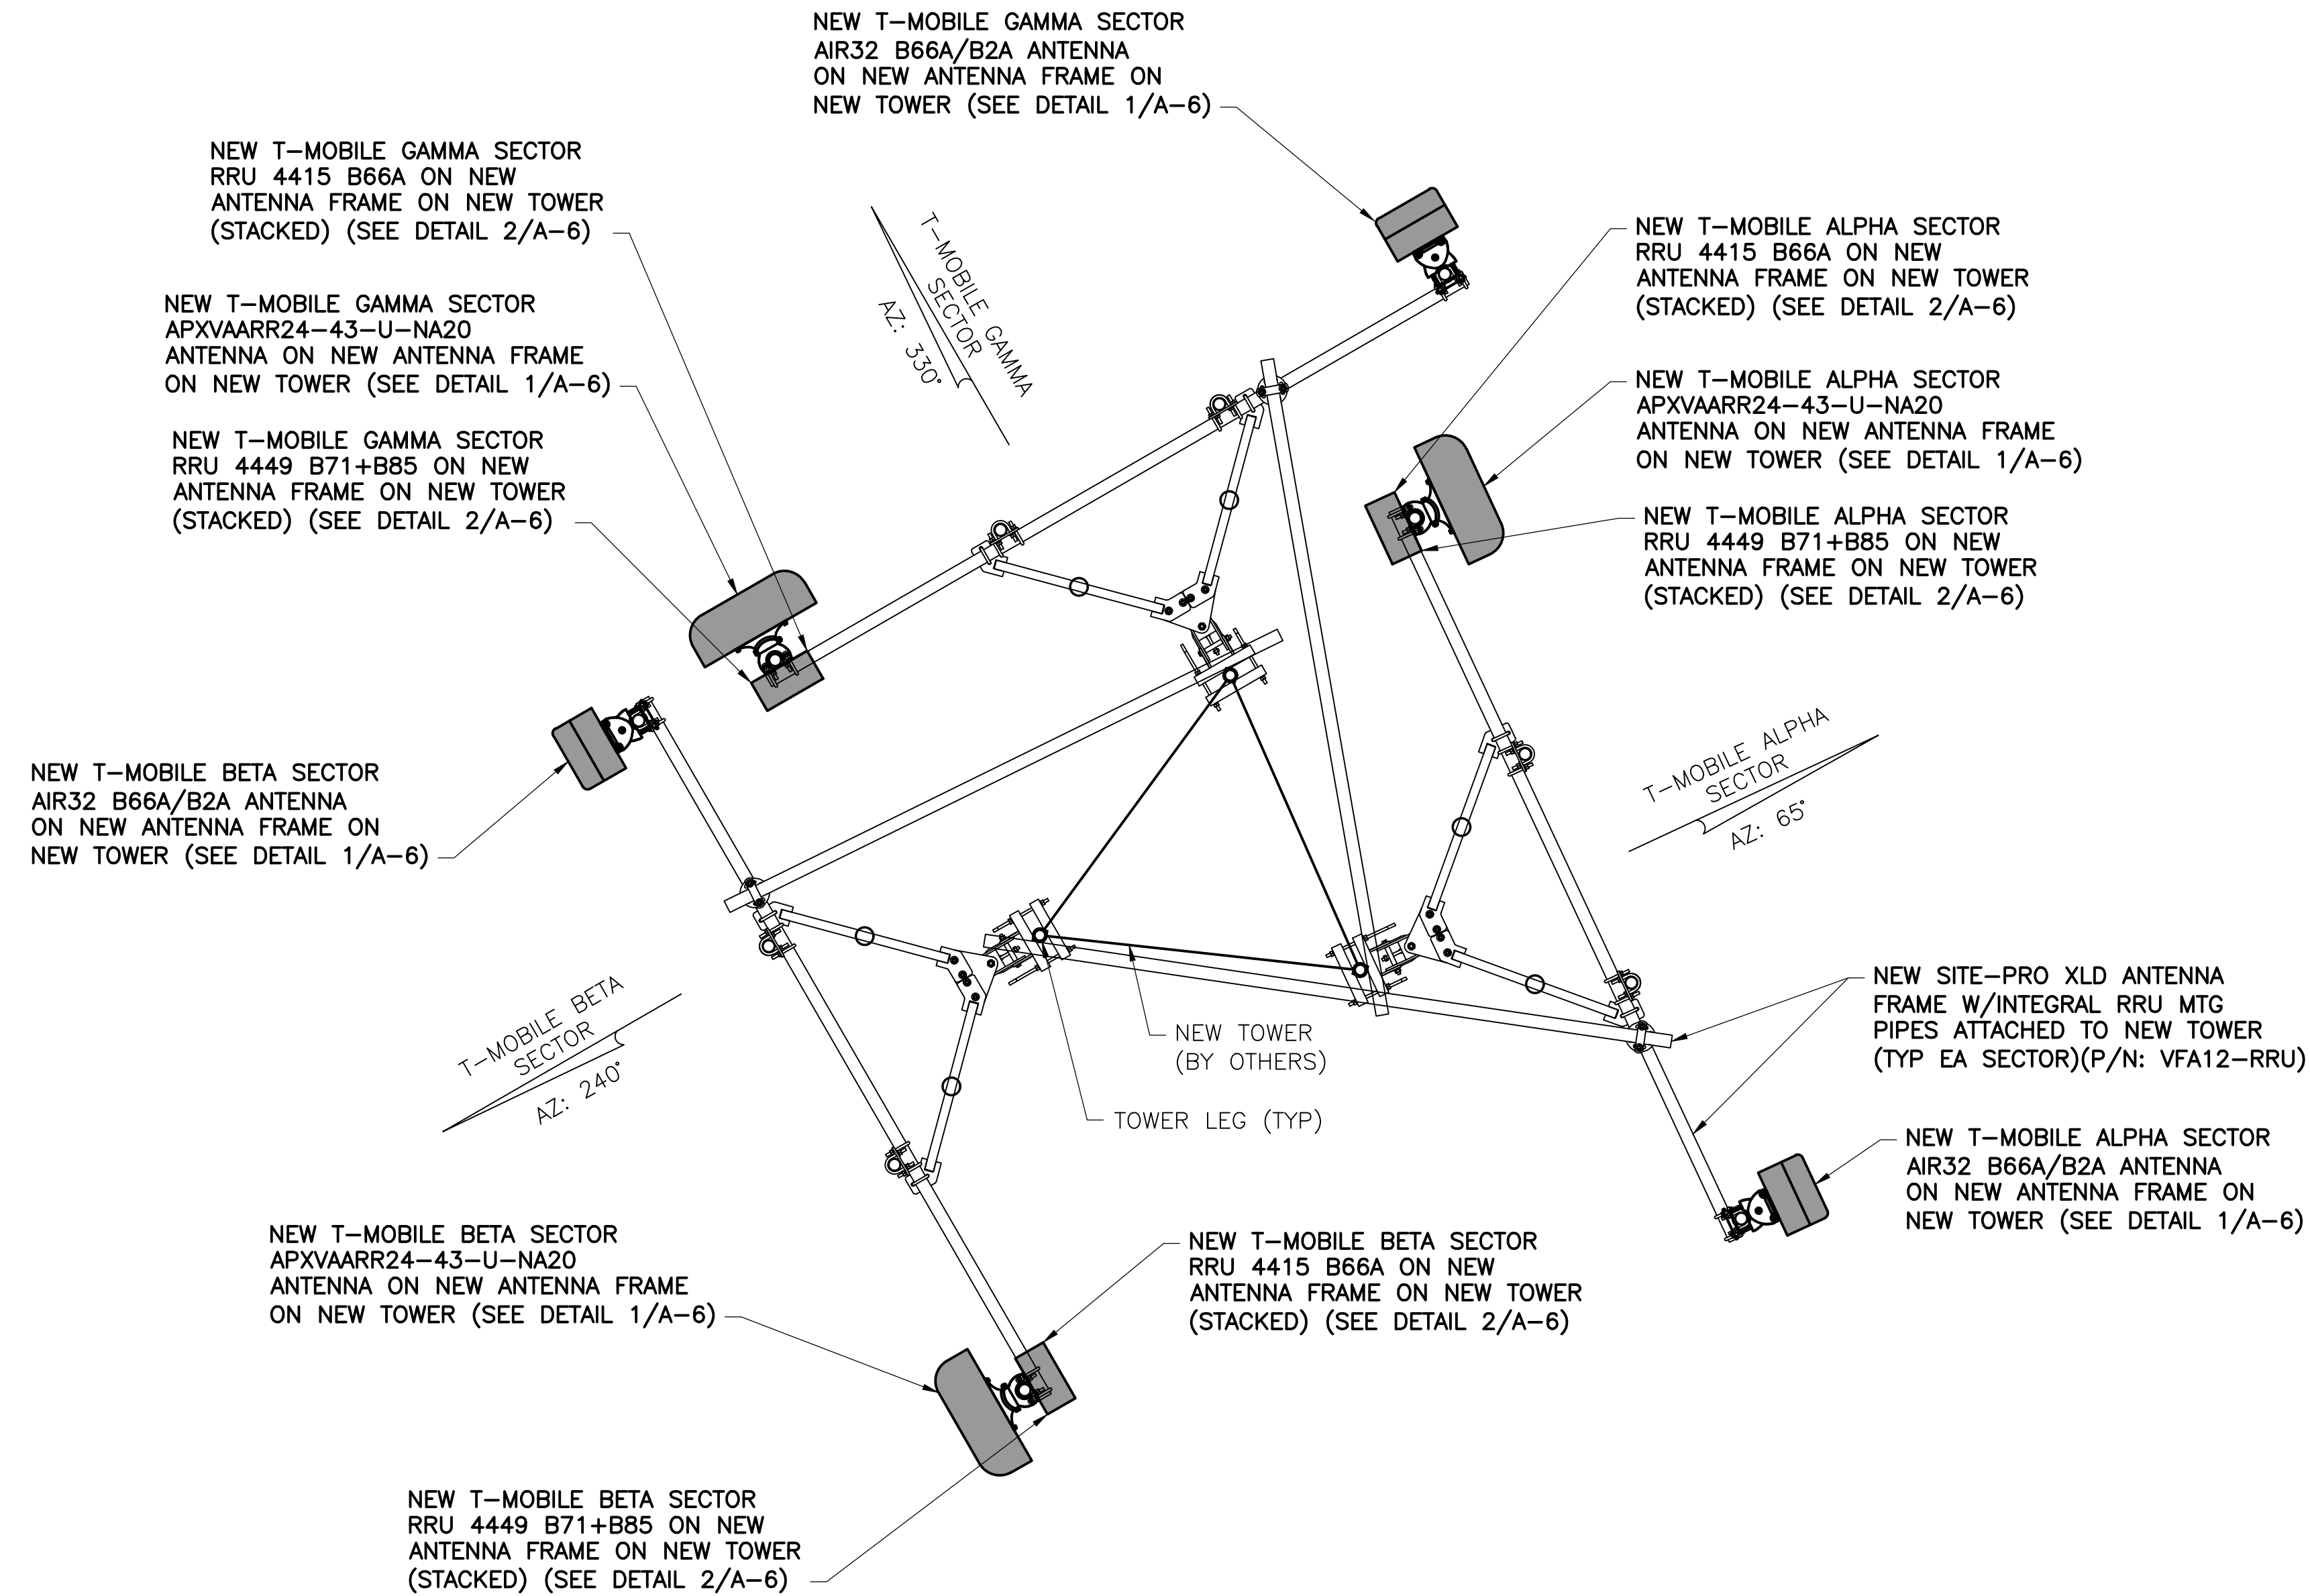 NEW T-MOBILE GAMMA SECTOR
AIR32 B66A/B2A ANTENNA
ON NEW ANTENNA FRAME ON
NEW TOWER (SEE DETAIL 1/A-6)
NEW T-MOBILE GAMMA SECTOR
RRU 4415 B66A ON NEW
ANTENNA FRAME ON NEW TOWER
(STACKED) (SEE DETAIL 2/A-6)
NEW T-MOBILE GAMMA SECTOR
APXVAARR24-43-U-NA20
ANTENNA ON NEW ANTENNA FRAME
ON NEW TOWER (SEE DETAIL 1/A-6)
NEW T-MOBILE GAMMA SECTOR
RRU 4449 B71+B85 ON NEW
ANTENNA FRAME ON NEW TOWER
(STACKED) (SEE DETAIL 2/A-6)
T-MOBILE GAMMA
SECTOR
AZ: 330°
NEW T-MOBILE ALPHA SECTOR
RRU 4415 B66A ON NEW
ANTENNA FRAME ON NEW TOWER
(STACKED) (SEE DETAIL 2/A-6)
NEW T-MOBILE ALPHA SECTOR
APXVAARR24-43-U-NA20
ANTENNA ON NEW ANTENNA FRAME
ON NEW TOWER (SEE DETAIL 1/A-6)
NEW T-MOBILE ALPHA SECTOR
RRU 4449 B71+B85 ON NEW
ANTENNA FRAME ON NEW TOWER
(STACKED) (SEE DETAIL 2/A-6)
T-MOBILE ALPHA
SECTOR
AZ: 65°
NEW T-MOBILE BETA SECTOR
AIR32 B66A/B2A ANTENNA
ON NEW ANTENNA FRAME ON
NEW TOWER (SEE DETAIL 1/A-6)
T-MOBILE BETA
SECTOR
AZ: 240°
NEW TOWER
(BY OTHERS)
TOWER LEG (TYP)
NEW SITE-PRO XLD ANTENNA
FRAME W/INTEGRAL RRU MTG
PIPES ATTACHED TO NEW TOWER
(TYP EA SECTOR)(P/N: VFA12-RRU)
NEW T-MOBILE ALPHA SECTOR
AIR32 B66A/B2A ANTENNA
ON NEW ANTENNA FRAME ON
NEW TOWER (SEE DETAIL 1/A-6)
NEW T-MOBILE BETA SECTOR
APXVAARR24-43-U-NA20
ANTENNA ON NEW ANTENNA FRAME
ON NEW TOWER (SEE DETAIL 1/A-6)
NEW T-MOBILE BETA SECTOR
RRU 4415 B66A ON NEW
ANTENNA FRAME ON NEW TOWER
(STACKED) (SEE DETAIL 2/A-6)
NEW T-MOBILE BETA SECTOR
RRU 4449 B71+B85 ON NEW
ANTENNA FRAME ON NEW TOWER
(STACKED) (SEE DETAIL 2/A-6)